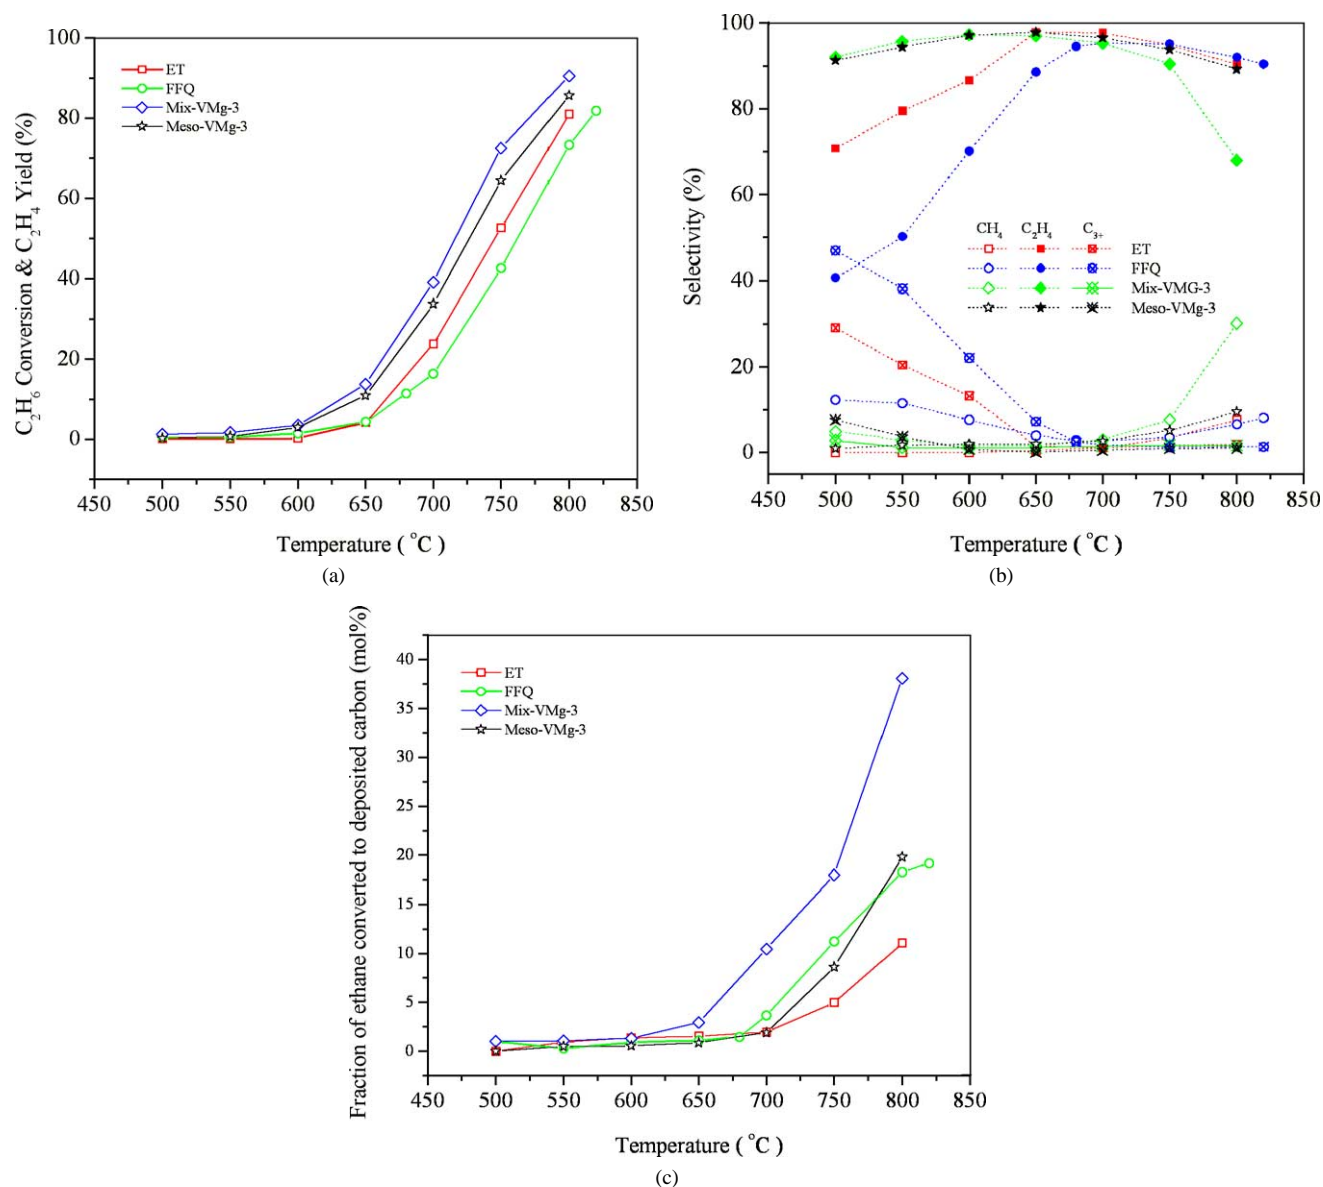 100
80
60
40
20
0
C₂H₆ Conversion & C₂H₄ Yield (%)
ET
FFQ
Mix-VMg-3
Meso-VMg-3
450 500 550 600 650 700 750 800 850
Temperature ( °C )
(a)
100
80
60
40
20
0
Selectivity (%)
CH₄ C₂H₄ C₃₊
ET
FFQ
Mix-VMG-3
Meso-VMg-3
450 500 550 600 650 700 750 800 850
Temperature ( °C )
(b)
40
35
30
25
20
15
10
5
0
Fraction of ethane converted to deposited carbon (mol%)
ET
FFQ
Mix-VMg-3
Meso-VMg-3
450 500 550 600 650 700 750 800 850
Temperature ( °C )
(c)